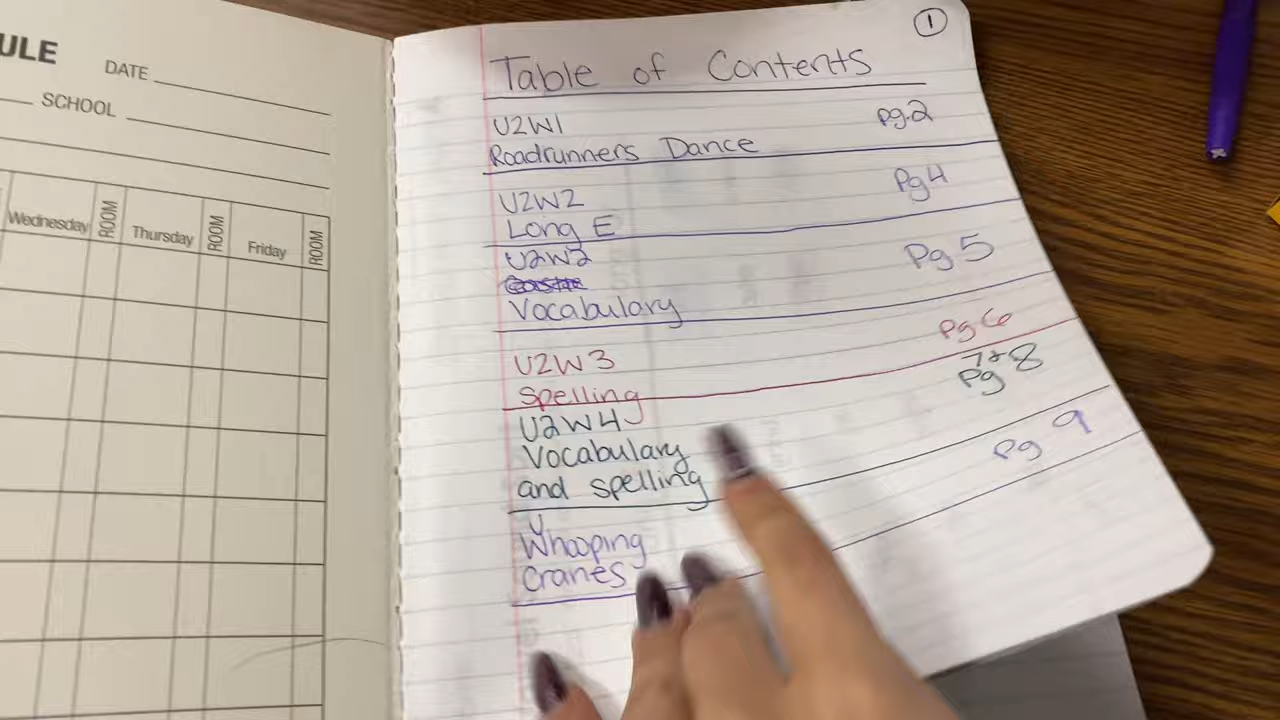 ULE
DATE
SCHOOL
Wednesday ROOM Thursday ROOM Friday ROOM
1
Table of Contents
U2W1 pg.2
Roadrunners Dance
U2W2 pg 4
Long E
U2W2 Pg 5
Vocabulary
U2W3 pg 6
Spelling
U2W4 Pg 7+8
Vocabulary
and spelling
Whooping pg 9
Cranes